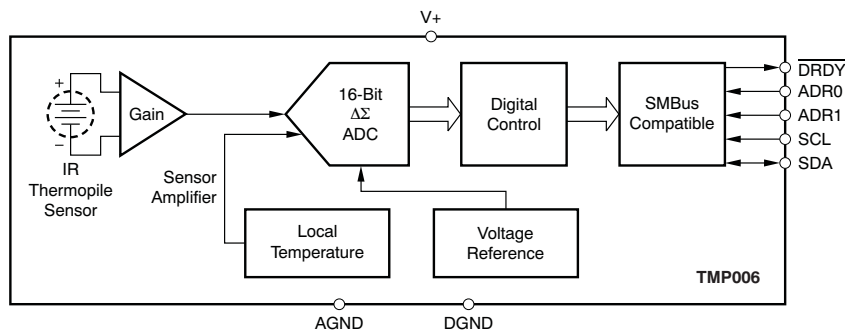 V+
+
−
IR
Thermopile
Sensor
Gain
Sensor
Amplifier
16-Bit
ΔΣ
ADC
Local
Temperature
Digital
Control
Voltage
Reference
SMBus
Compatible
DRDY
ADR0
ADR1
SCL
SDA
TMP006
AGND
DGND